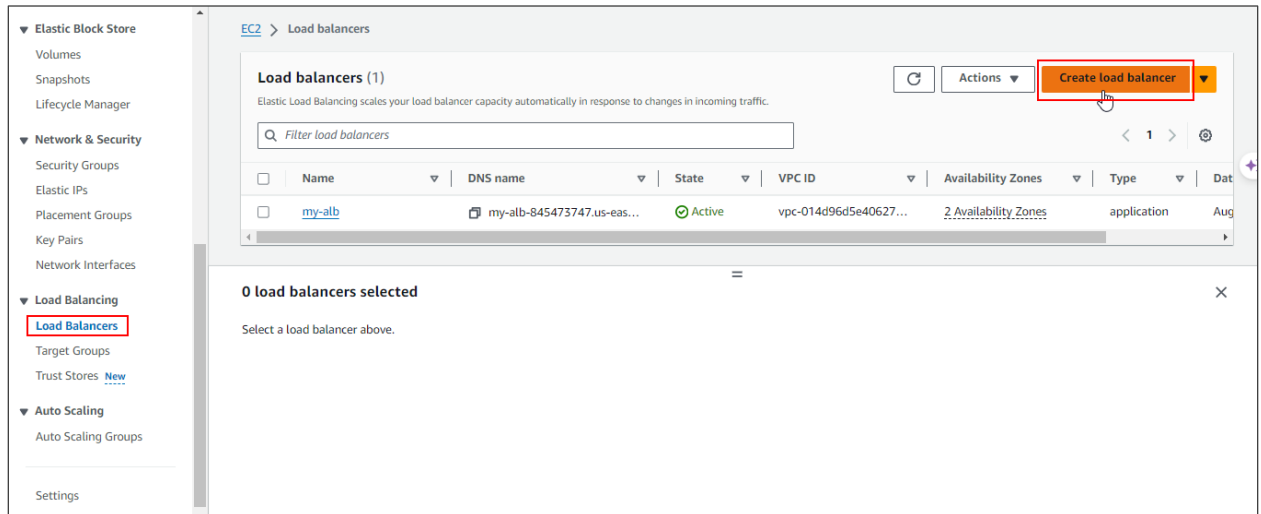 Elastic Block Store
Volumes
Snapshots
Lifecycle Manager
Network & Security
Security Groups
Elastic IPs
Placement Groups
Key Pairs
Network Interfaces
Load Balancing
Load Balancers
Target Groups
Trust Stores New
Auto Scaling
Auto Scaling Groups
Settings
EC2 > Load balancers
Load balancers (1)
Actions
Create load balancer
Elastic Load Balancing scales your load balancer capacity automatically in response to changes in incoming traffic.
Filter load balancers
1
Name DNS name State VPC ID Availability Zones Type Dat
my-alb my-alb-845473747.us-eas... Active vpc-014d96d5e40627... 2 Availability Zones application Aug
0 load balancers selected
Select a load balancer above.